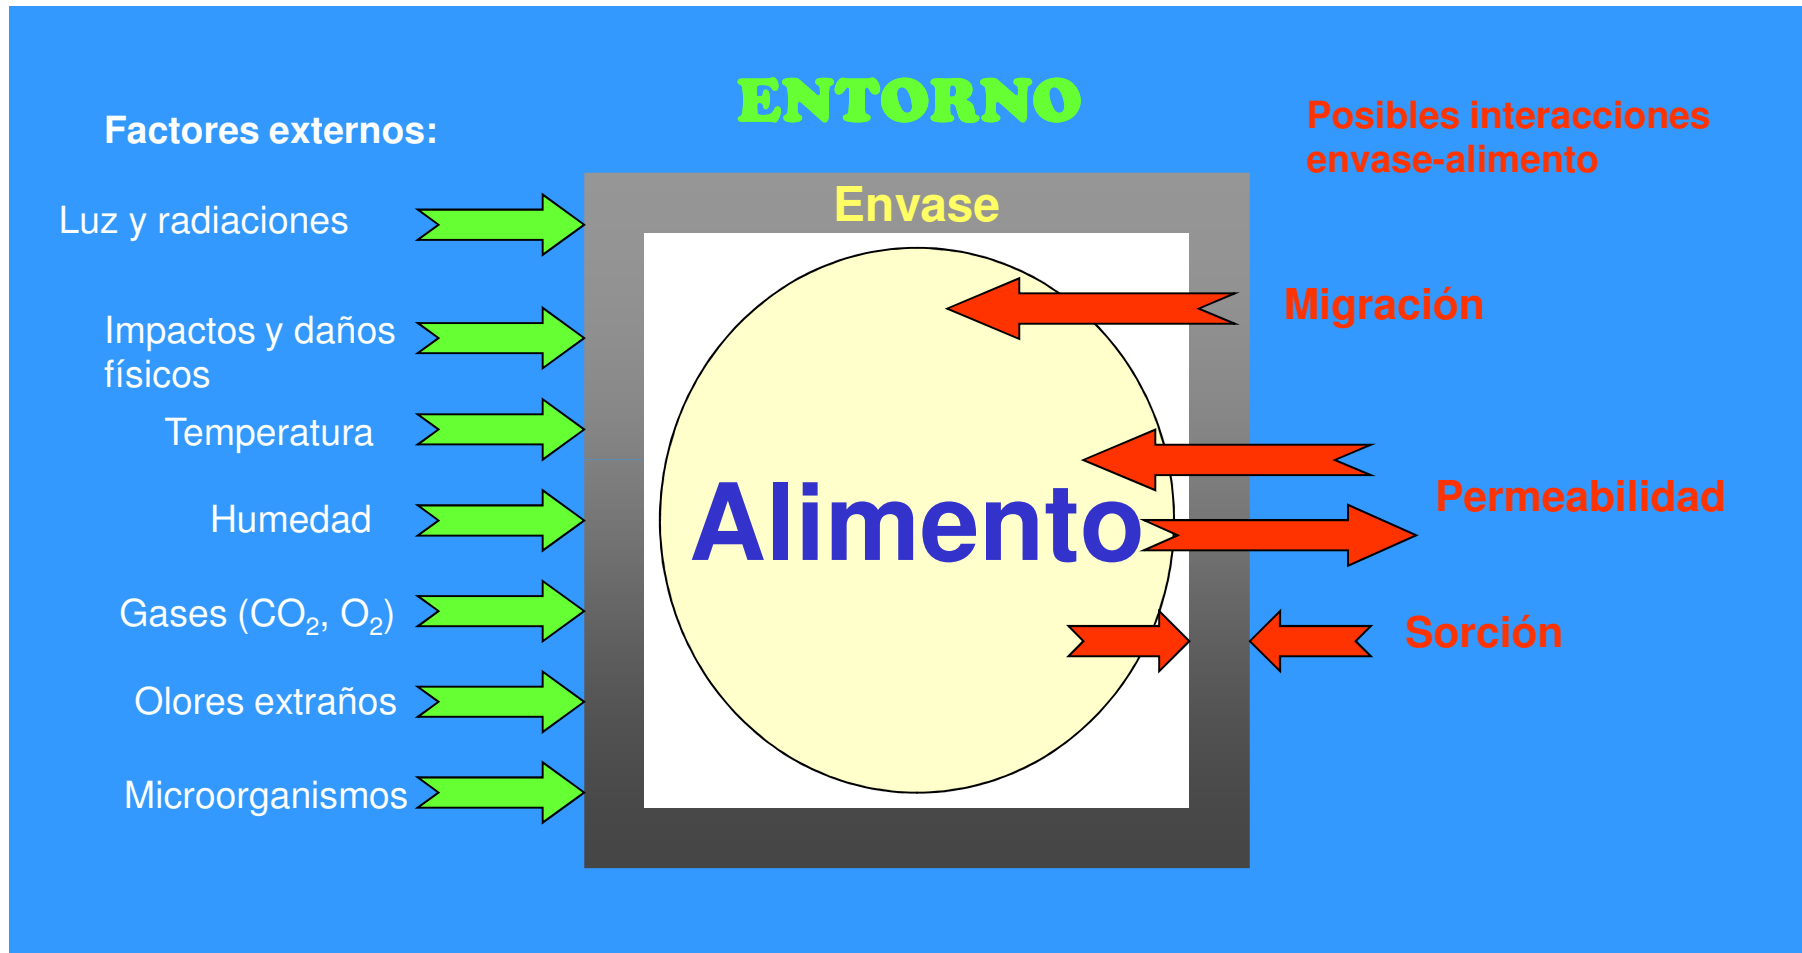 ENTORNO
Factores externos:
Luz y radiaciones
Impactos y daños
físicos
Temperatura
Humedad
Gases (CO₂, O₂)
Olores extraños
Microorganismos
Envase
Alimento
Posibles interacciones
envase-alimento
Migración
Permeabilidad
Sorción